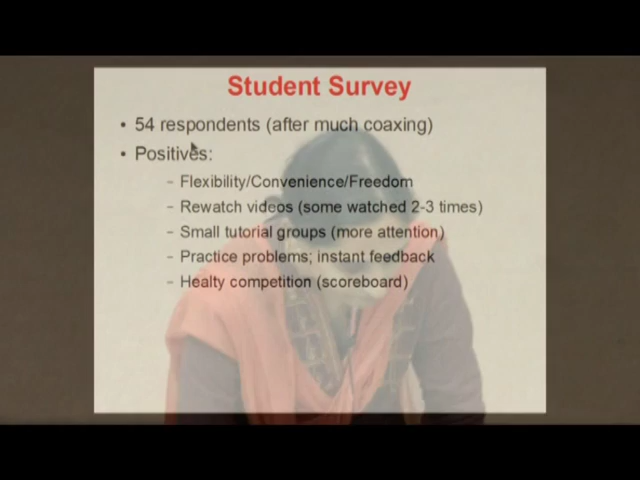 Student Survey
• 54 respondents (after much coaxing)
• Positives:
– Flexibility/Convenience/Freedom
– Rewatch videos (some watched 2-3 times)
– Small tutorial groups (more attention)
– Practice problems; instant feedback
– Healty competition (scoreboard)